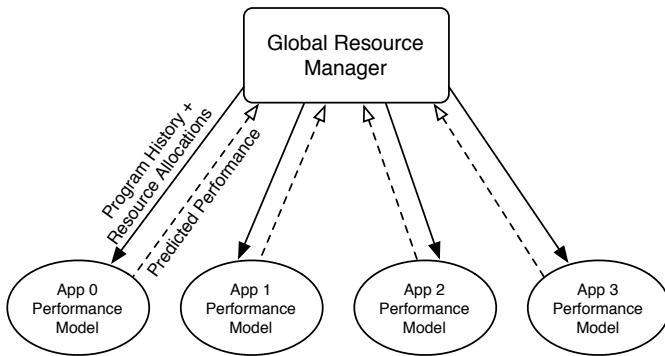 Global Resource
Manager
Program History +
Resource Allocations
Predicted Performance
App 0
Performance
Model
App 1
Performance
Model
App 2
Performance
Model
App 3
Performance
Model